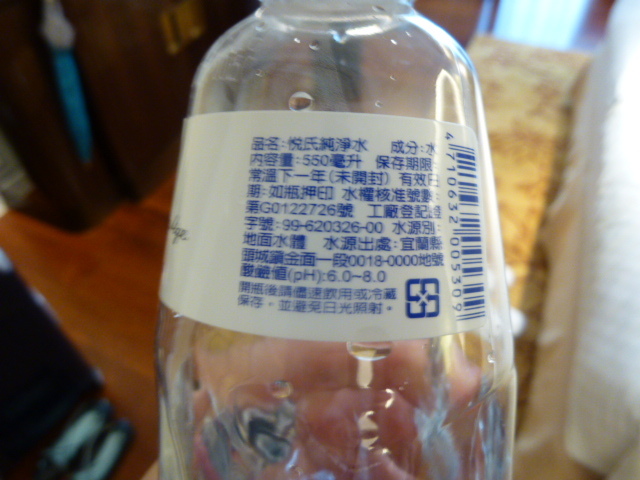 品名:悅氏純淨水 成分:水
內容量:550毫升 保存期限:
常溫下一年(未開封) 有效日
期:如瓶押印 水權核准號數:
第G0122726號 工廠登記證
字號:99-620326-00 水源別:
地面水體 水源出處:宜蘭縣
頭城鎮金面一段0018-0000地號
酸鹼值(pH):6.0~8.0
開瓶後請儘速飲用或冷藏
保存,並避免日光照射。
4 710632 005309